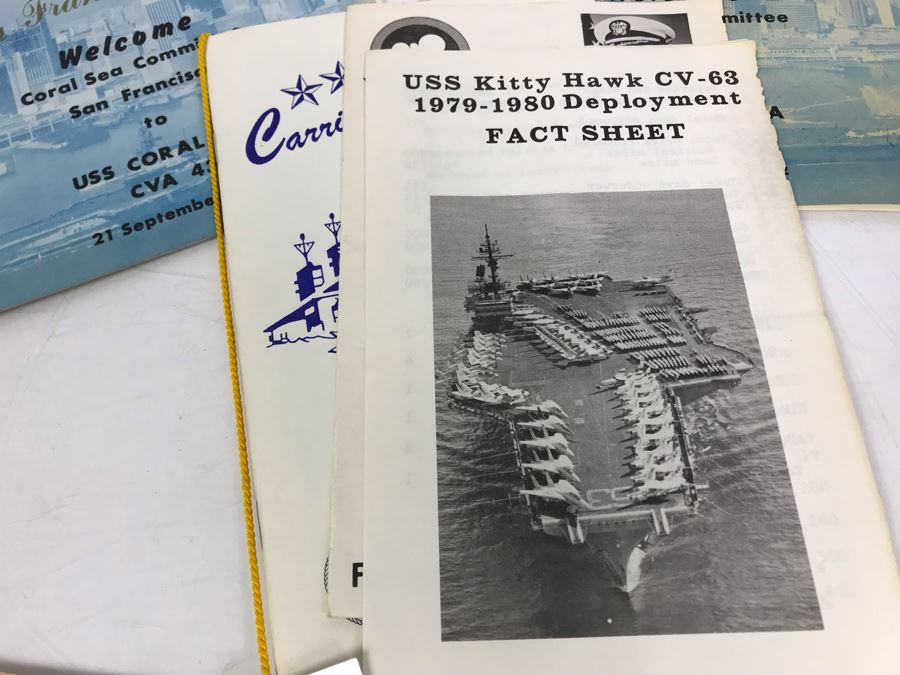 Welcome
Coral Sea Commi
San Francisc
to
USS CORAL
CVA 43
21 Septembe
Carri
mittee
A
F
USS Kitty Hawk CV-63
1979-1980 Deployment
FACT SHEET